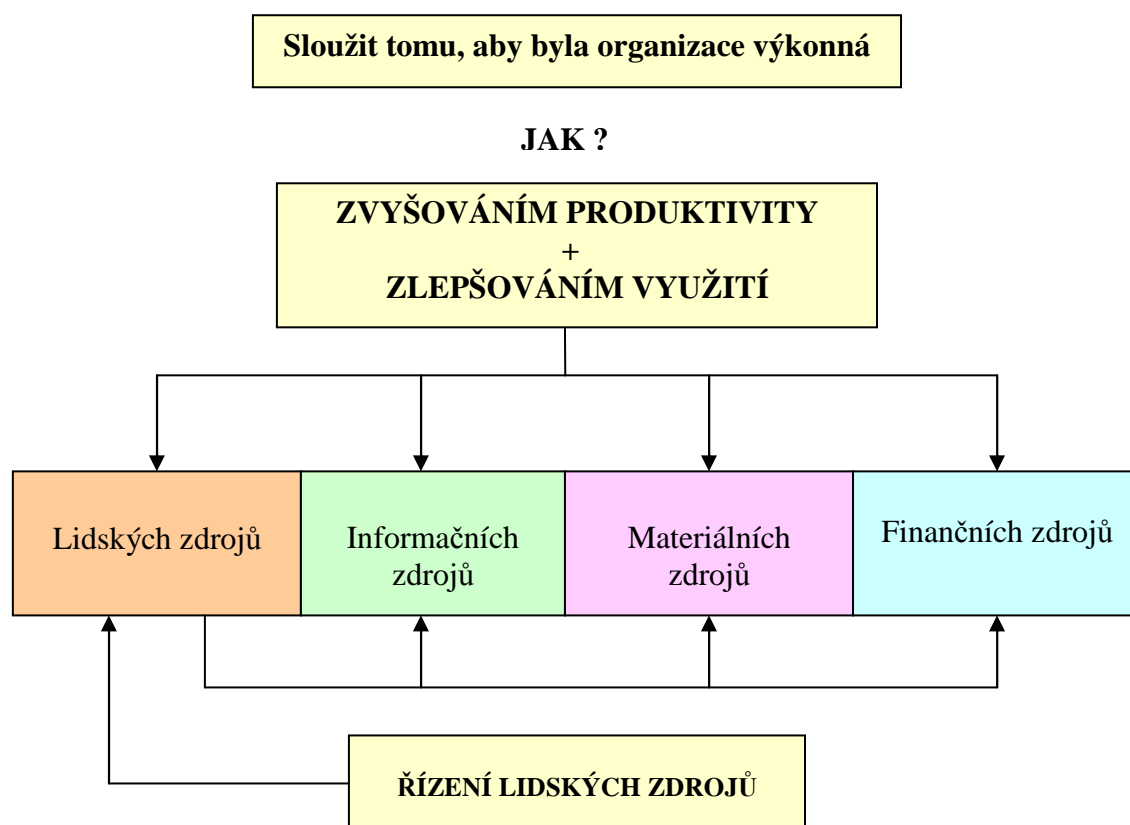 Sloužit tomu, aby byla organizace výkonná
JAK ?
ZVYŠOVÁNÍM PRODUKTIVITY
+
ZLEPŠOVÁNÍM VYUŽITÍ
Lidských zdrojů
Informačních
zdrojů
Materiálních
zdrojů
Finančních zdrojů
ŘÍZENÍ LIDSKÝCH ZDROJŮ